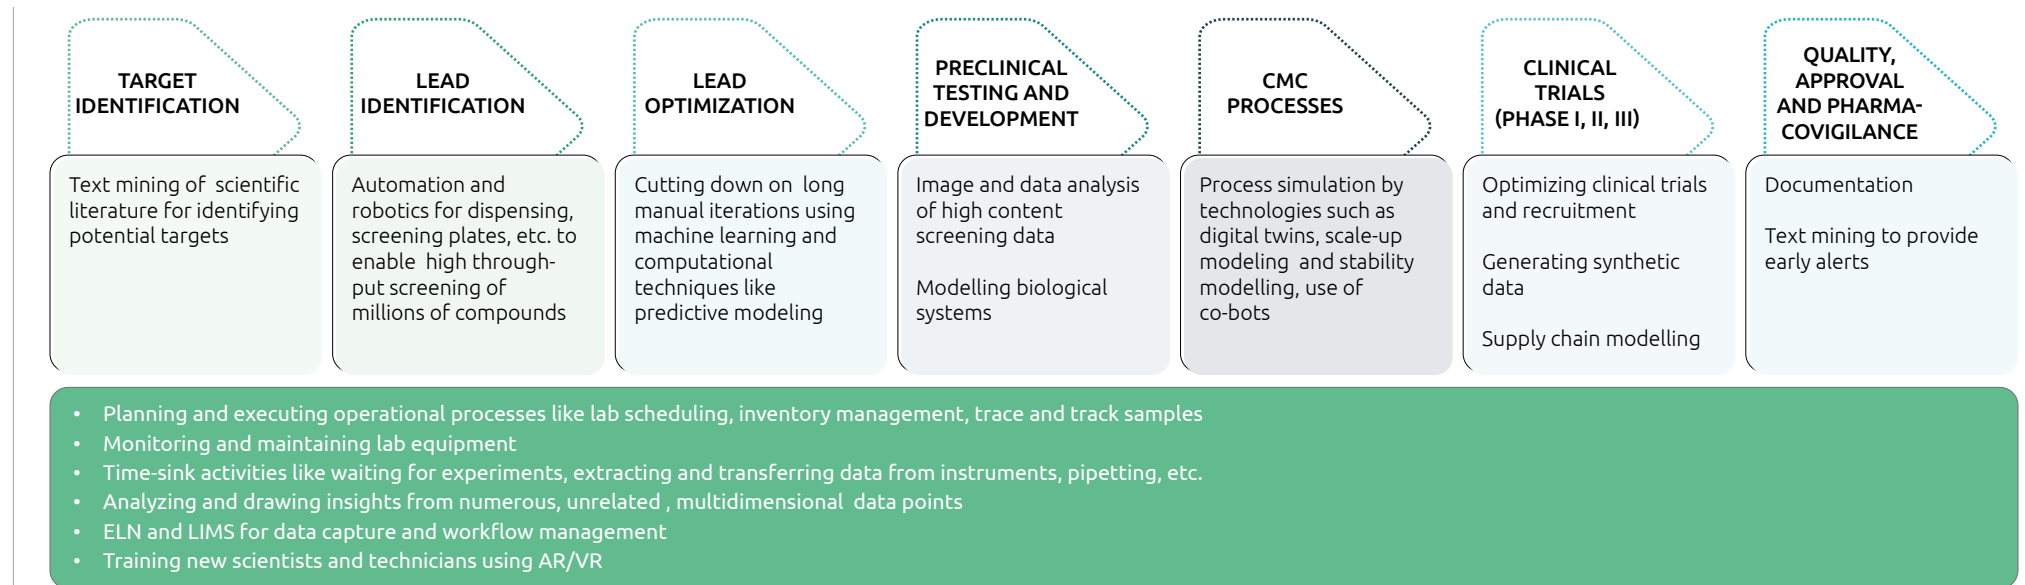 TARGET
IDENTIFICATION
Text mining of  scientific
literature for identifying
potential targets
LEAD
IDENTIFICATION
Automation and
robotics for dispensing,
screening plates, etc. to
enable  high through-
put screening of
millions of compounds
LEAD
OPTIMIZATION
Cutting down on  long
manual iterations using
machine learning and
computational
techniques like
predictive modeling
PRECLINICAL
TESTING AND
DEVELOPMENT
Image and data analysis
of high content
screening data
Modelling biological
systems
CMC
PROCESSES
Process simulation by
technologies such as
digital twins, scale-up
modeling  and stability
modelling, use of
co-bots
CLINICAL
TRIALS
(PHASE I, II, III)
Optimizing clinical trials
and recruitment
Generating synthetic
data
Supply chain modelling
QUALITY,
APPROVAL
AND PHARMA-
COVIGILANCE
Documentation
Text mining to provide
early alerts
• Planning and executing operational processes like lab scheduling, inventory management, trace and track samples
• Monitoring and maintaining lab equipment
• Time-sink activities like waiting for experiments, extracting and transferring data from instruments, pipetting, etc.
• Analyzing and drawing insights from numerous, unrelated , multidimensional  data points
• ELN and LIMS for data capture and workflow management
• Training new scientists and technicians using AR/VR